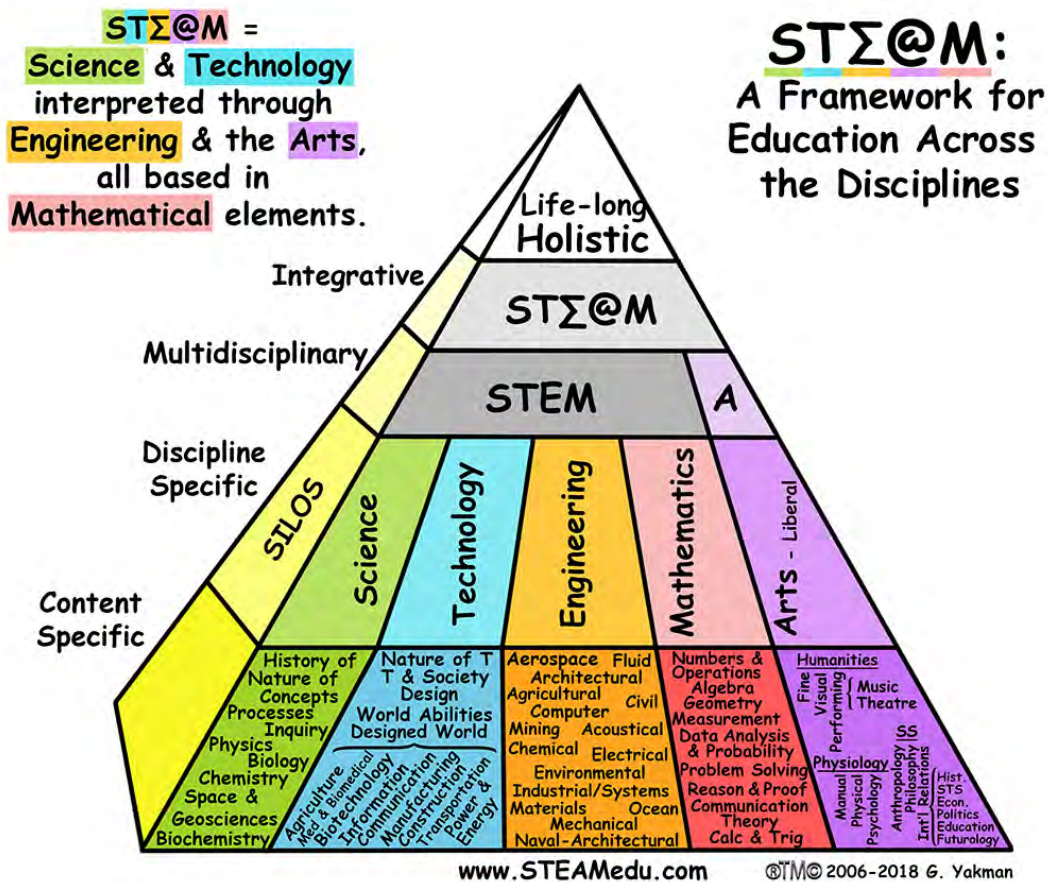 STΣ@M =
Science & Technology
interpreted through
Engineering & the Arts,
all based in
Mathematical elements.
STΣ@M:
A Framework for
Education Across
the Disciplines
Life-long
Holistic
Integrative
STΣ@M
Multidisciplinary
STEM
A
Discipline
Specific
SILOS
Science
Technology
Engineering
Mathematics
Arts - Liberal
Content
Specific
History of
Nature of
Concepts
Processes
Inquiry
Physics
Biology
Chemistry
Space &
Geosciences
Biochemistry
Nature of T
T & Society
Design
World Abilities
Designed World
Agriculture
Med & Biomedical
Biotechnology
Information
Communication
Manufacturing
Construction
Transportation
Power &
Energy
Aerospace Fluid
Architectural
Agricultural Civil
Computer
Mining Acoustical
Chemical Electrical
Environmental
Industrial/Systems
Materials Ocean
Mechanical
Naval-Architectural
Numbers &
Operations
Algebra
Geometry
Measurement
Data Analysis
& Probability
Problem Solving
Reason & Proof
Communication
Theory
Calc & Trig
Humanities
Fine
Visual
Performing
Music
Theatre
Physiology
Manual
Physical
Psychology
SS
Anthropology
Philosophy
Int'l Relations
Hist.
STS
Econ.
Politics
Education
Futurology
www.STEAMedu.com
®TM© 2006-2018 G. Yakman